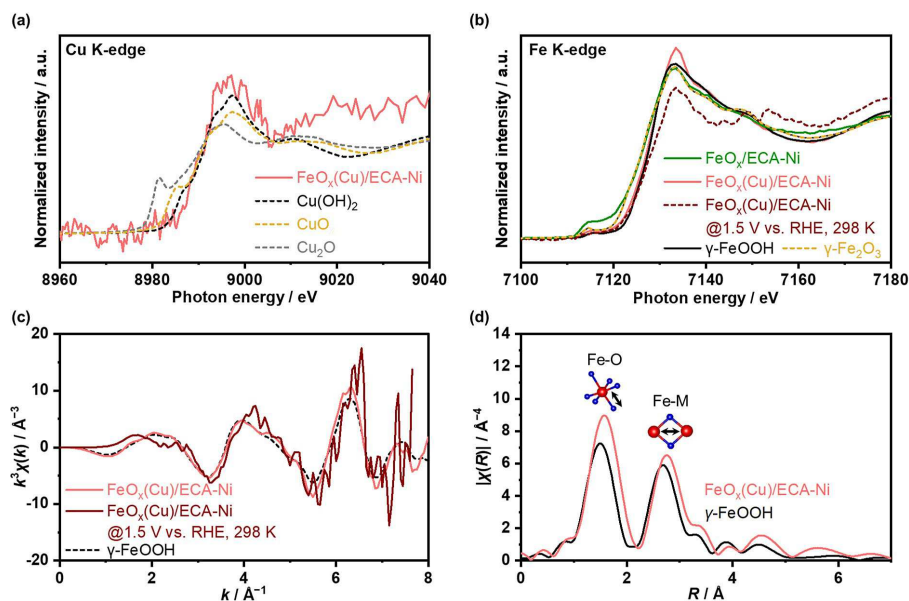 (a)
Cu K-edge
Normalized intensity / a.u.
FeOₓ(Cu)/ECA-Ni
Cu(OH)₂
CuO
Cu₂O
8960 8980 9000 9020 9040
Photon energy / eV
(b)
Fe K-edge
Normalized intensity / a.u.
FeOₓ/ECA-Ni
FeOₓ(Cu)/ECA-Ni
FeOₓ(Cu)/ECA-Ni
@1.5 V vs. RHE, 298 K
γ-FeOOH γ-Fe₂O₃
7100 7120 7140 7160 7180
Photon energy / eV
(c)
k³χ(k) / Å⁻³
20
10
0
-10
-20
FeOₓ(Cu)/ECA-Ni
FeOₓ(Cu)/ECA-Ni
@1.5 V vs. RHE, 298 K
γ-FeOOH
0 2 4 6 8
k / Å⁻¹
(d)
|χ(R)| / Å⁻⁴
14
12
10
8
6
4
2
0
Fe-O
Fe-M
FeOₓ(Cu)/ECA-Ni
γ-FeOOH
0 2 4 6
R / Å